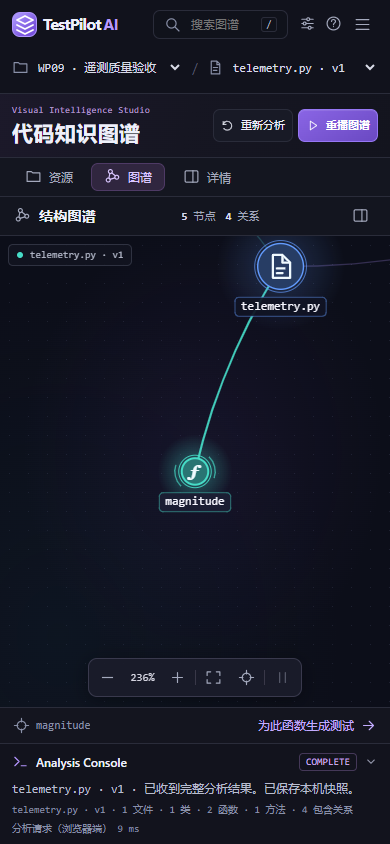 TestPilot AI
搜索图谱 /
WP09 · 遥测质量验收 / telemetry.py · v1
Visual Intelligence Studio
代码知识图谱
重新分析
重播图谱
资源
图谱
详情
结构图谱
5 节点 4 关系
telemetry.py · v1
telemetry.py
ƒ
magnitude
236%
magnitude
为此函数生成测试 →
Analysis Console
COMPLETE
telemetry.py · v1 · 已收到完整分析结果。已保存本机快照。
telemetry.py · v1 · 1 文件 · 1 类 · 2 函数 · 1 方法 · 4 包含关系
分析请求（浏览器端） 9 ms